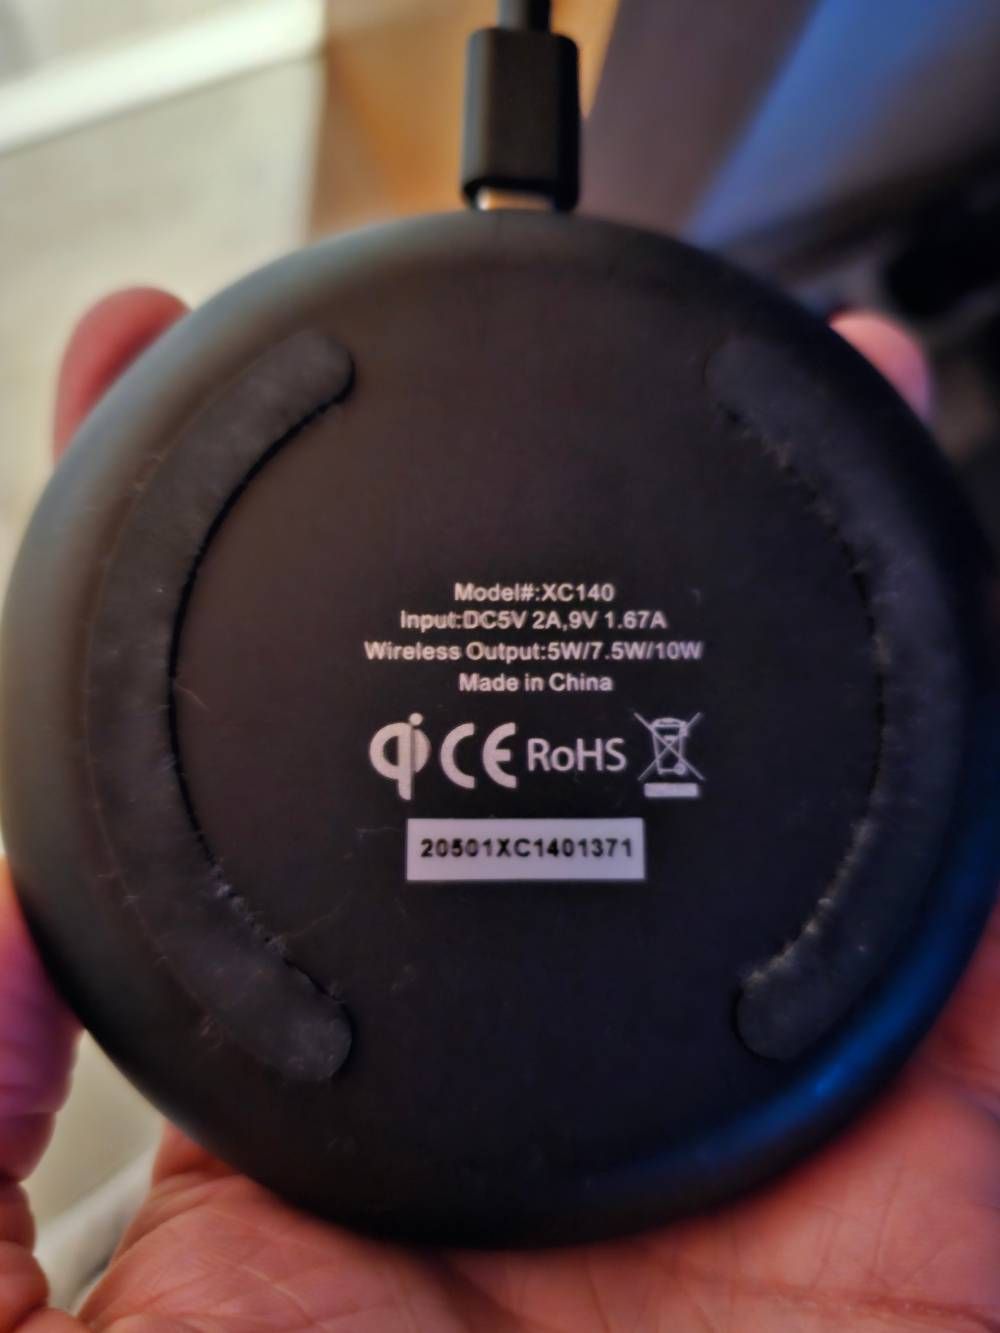 Model#:XC140
Input:DC5V 2A,9V 1.67A
Wireless Output:5W/7.5W/10W
Made in China
qi CE RoHS
20501XC1401371